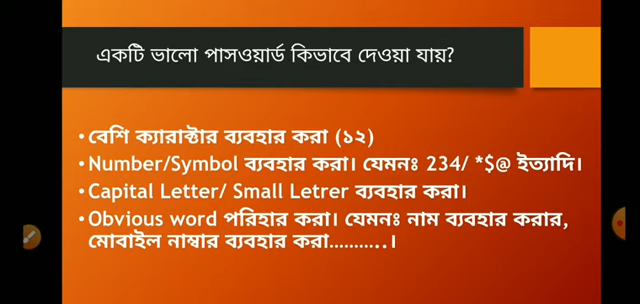 একটি ভালো পাসওয়ার্ড কিভাবে দেওয়া যায়?
•বেশি ক্যারাক্টার ব্যবহার করা (১২)
•Number/Symbol ব্যবহার করা। যেমনঃ 234/ *$@ ইত্যাদি।
•Capital Letter/ Small Letrer ব্যবহার করা।
•Obvious word পরিহার করা। যেমনঃ নাম ব্যবহার করার,
মোবাইল নাম্বার ব্যবহার করা………..।